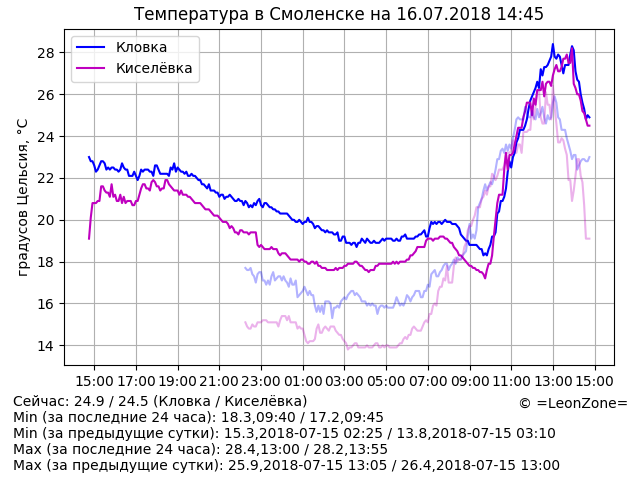 Температура в Смоленске на 16.07.2018 14:45
Кловка
Киселёвка
градусов Цельсия, °C
28
26
24
22
20
18
16
14
15:00 17:00 19:00 21:00 23:00 01:00 03:00 05:00 07:00 09:00 11:00 13:00 15:00
Сейчас: 24.9 / 24.5 (Кловка / Киселёвка)
© =LeonZone=
Min (за последние 24 часа): 18.3,09:40 / 17.2,09:45
Min (за предыдущие сутки): 15.3,2018-07-15 02:25 / 13.8,2018-07-15 03:10
Max (за последние 24 часа): 28.4,13:00 / 28.2,13:55
Max (за предыдущие сутки): 25.9,2018-07-15 13:05 / 26.4,2018-07-15 13:00